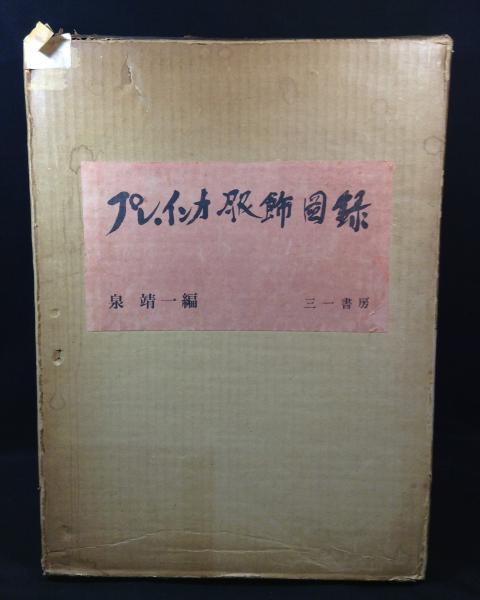 プレ・インカ服飾図録
泉 靖一編
三一書房